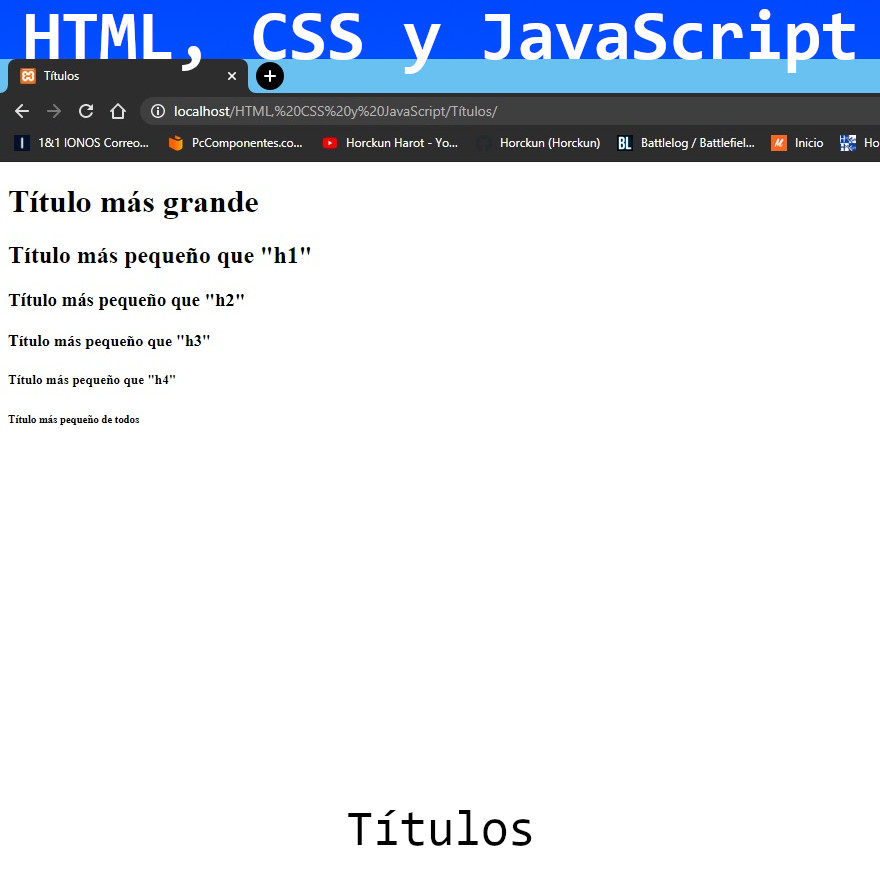 HTML, CSS y JavaScript
Títulos
localhost/HTML,%20CSS%20y%20JavaScript/Títulos/
1&1 IONOS Correo... PcComponentes.co... Horckun Harot - Yo... Horckun (Horckun) BL Battlelog / Battlefiel... Inicio Ho
Título más grande
Título más pequeño que "h1"
Título más pequeño que "h2"
Título más pequeño que "h3"
Título más pequeño que "h4"
Título más pequeño de todos
Títulos